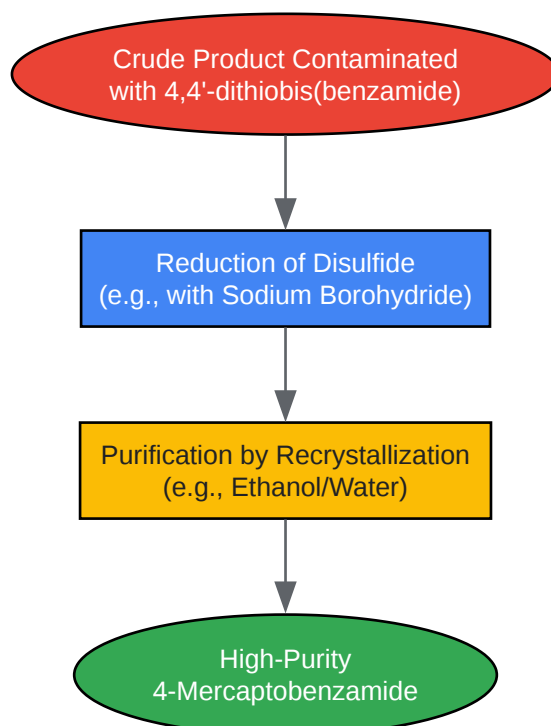 Crude Product Contaminated
with 4,4'-dithiobis(benzamide)
Reduction of Disulfide
(e.g., with Sodium Borohydride)
Purification by Recrystallization
(e.g., Ethanol/Water)
High-Purity
4-Mercaptobenzamide